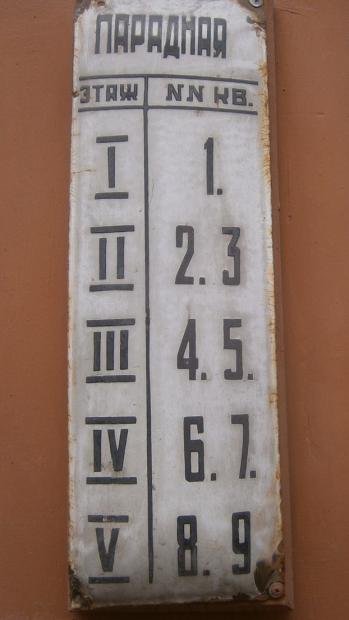 ПАРАДНАЯ
ЭТАЖ NN КВ.
I 1.
II 2. 3
III 4. 5.
IV 6. 7.
V 8. 9